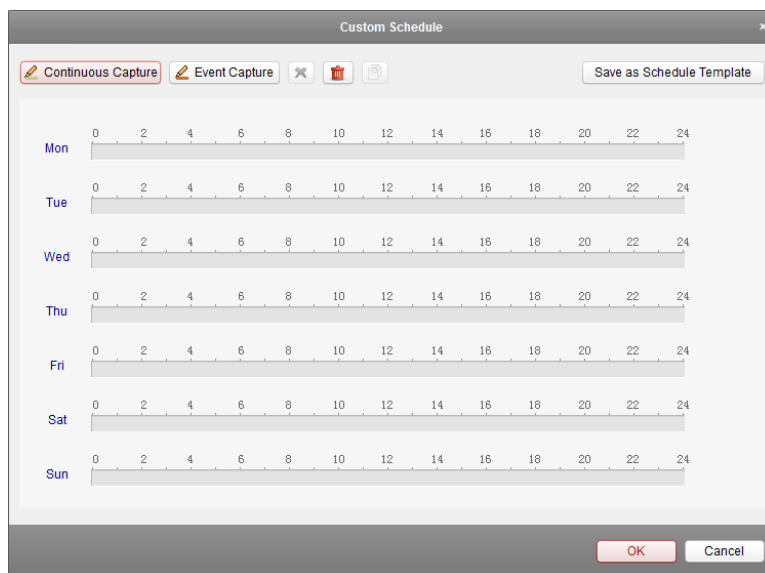 Custom Schedule ×
Continuous Capture Event Capture Save as Schedule Template
0 2 4 6 8 10 12 14 16 18 20 22 24
Mon
0 2 4 6 8 10 12 14 16 18 20 22 24
Tue
0 2 4 6 8 10 12 14 16 18 20 22 24
Wed
0 2 4 6 8 10 12 14 16 18 20 22 24
Thu
0 2 4 6 8 10 12 14 16 18 20 22 24
Fri
0 2 4 6 8 10 12 14 16 18 20 22 24
Sat
0 2 4 6 8 10 12 14 16 18 20 22 24
Sun
OK Cancel